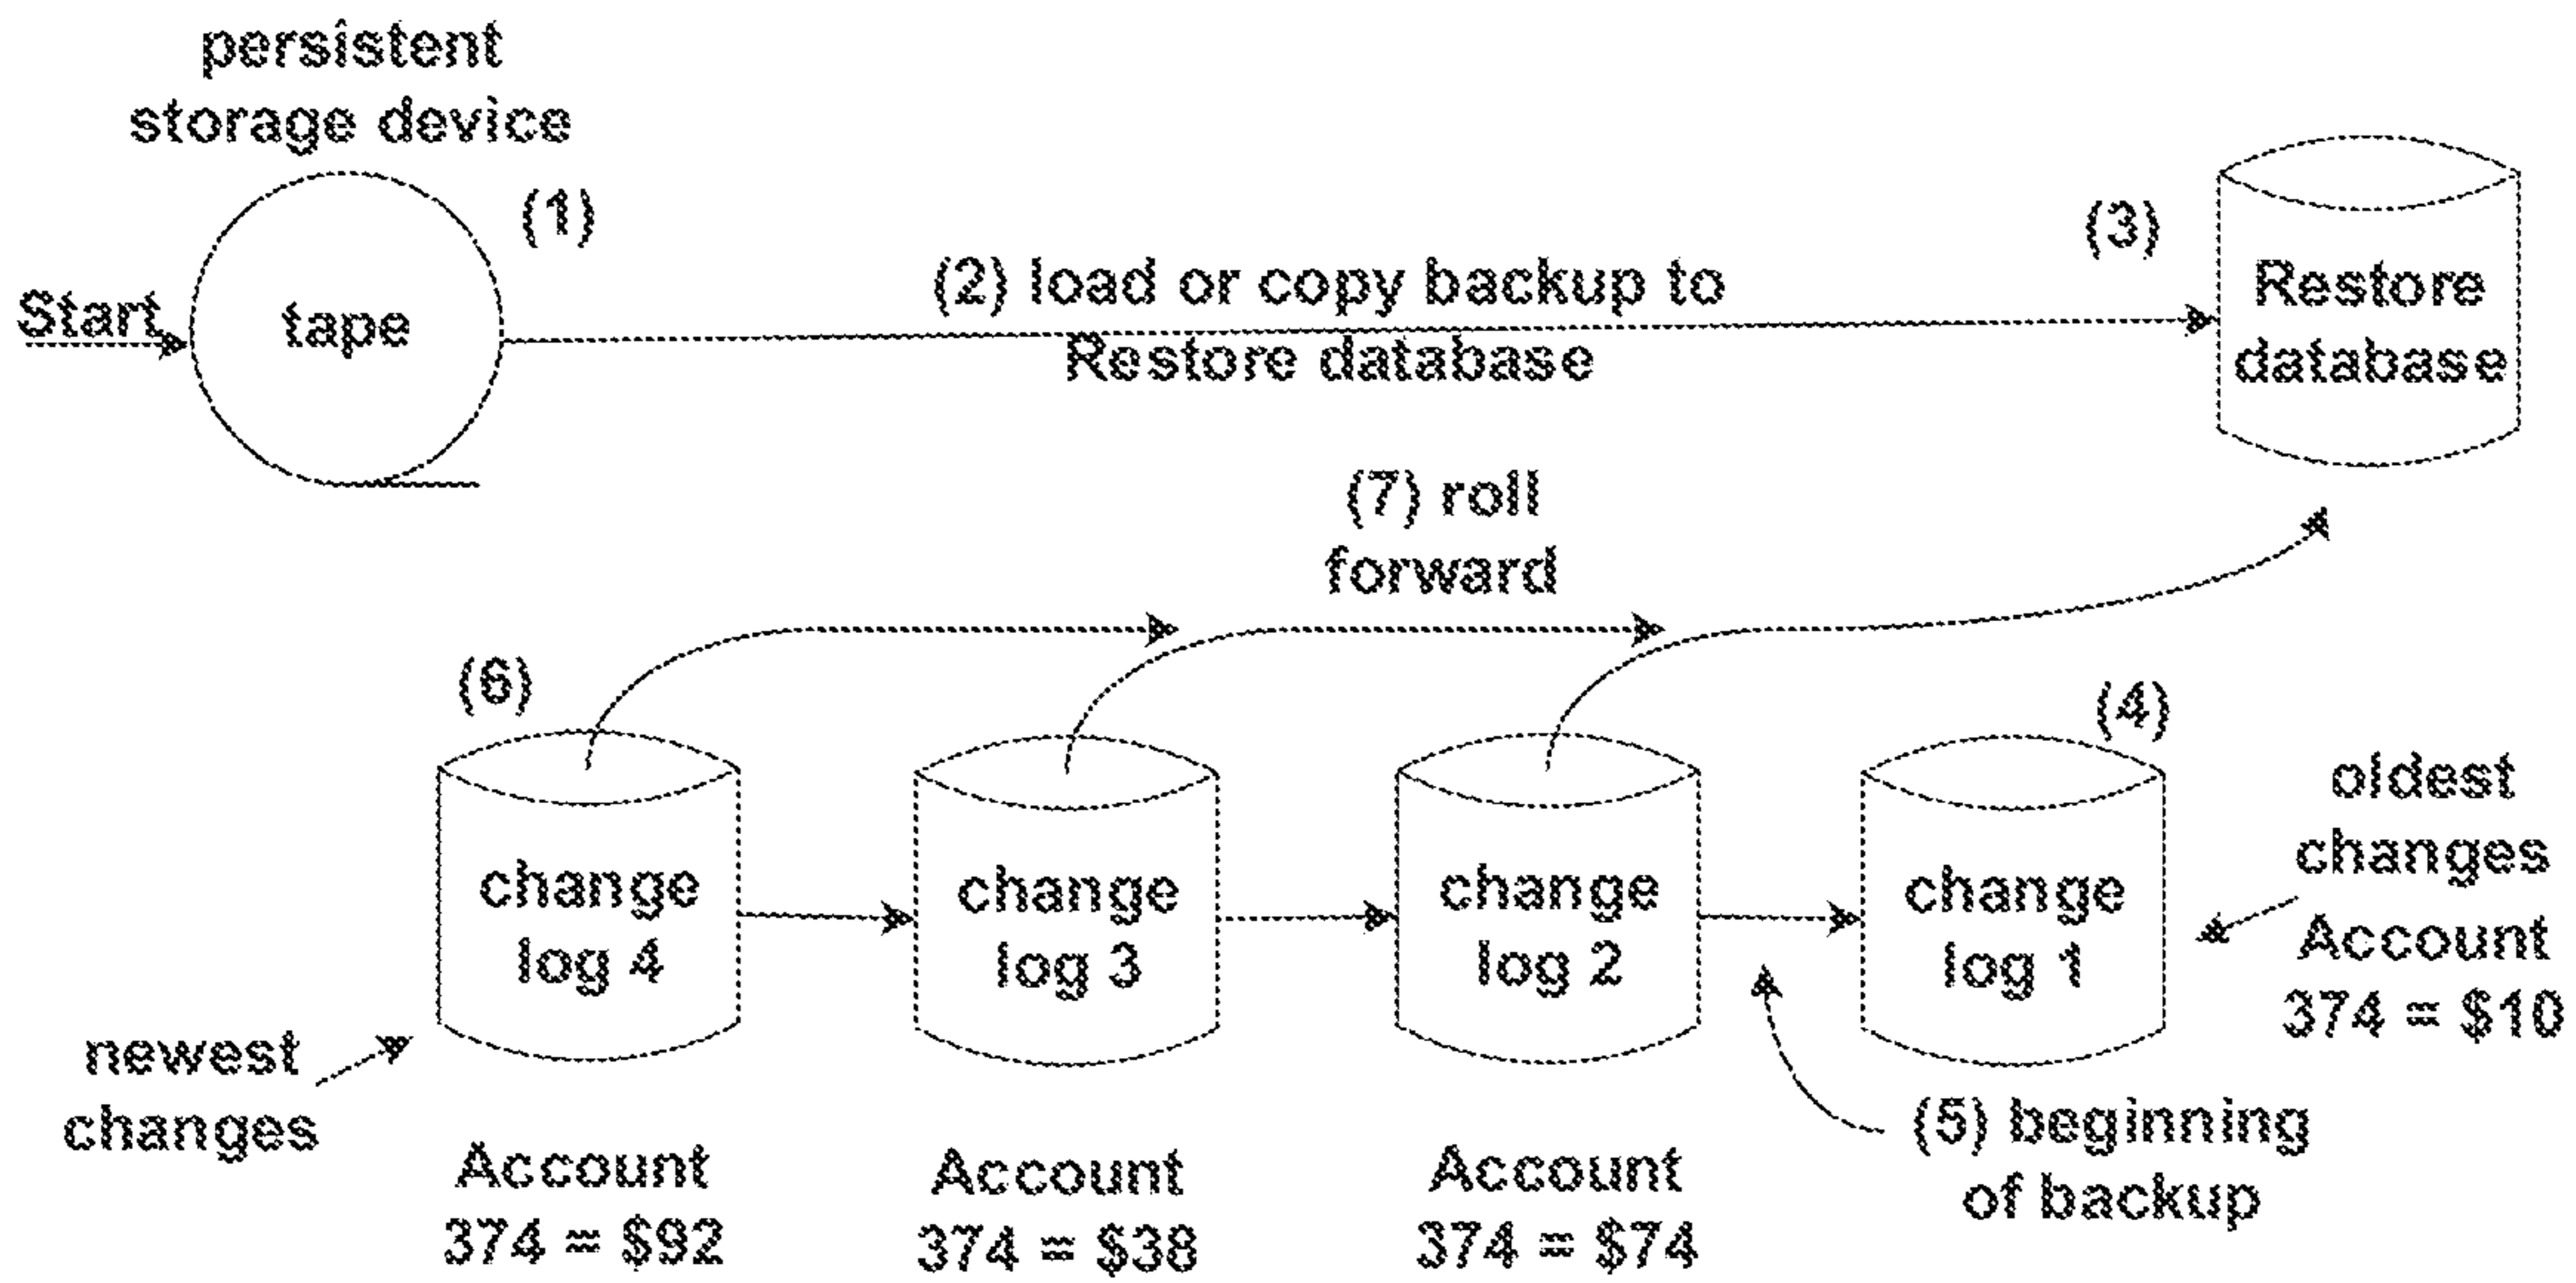 persistent
storage device
(1)
Start
tape
(2) load or copy backup to
Restore database
(3)
Restore
database
(7) roll
forward
(6)
(4)
change
log 4
change
log 3
change
log 2
change
log 1
oldest
changes
Account
374 = $10
newest
changes
Account
374 = $92
Account
374 = $38
Account
374 = $74
(5) beginning
of backup